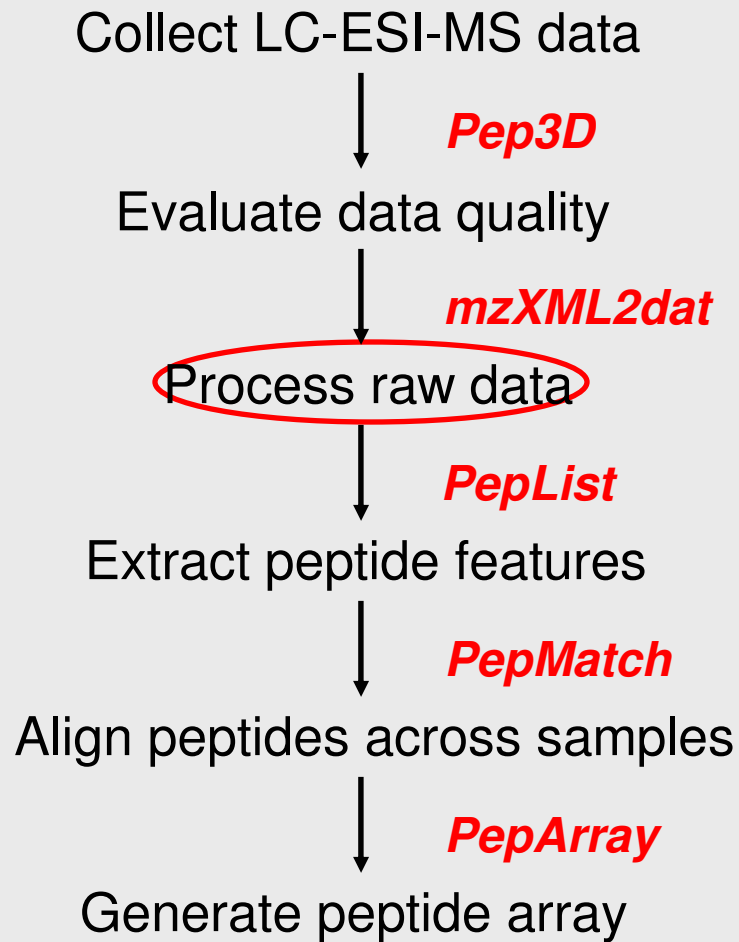 Collect LC-ESI-MS data
Pep3D
Evaluate data quality
mzXML2dat
Process raw data
PepList
Extract peptide features
PepMatch
Align peptides across samples
PepArray
Generate peptide array